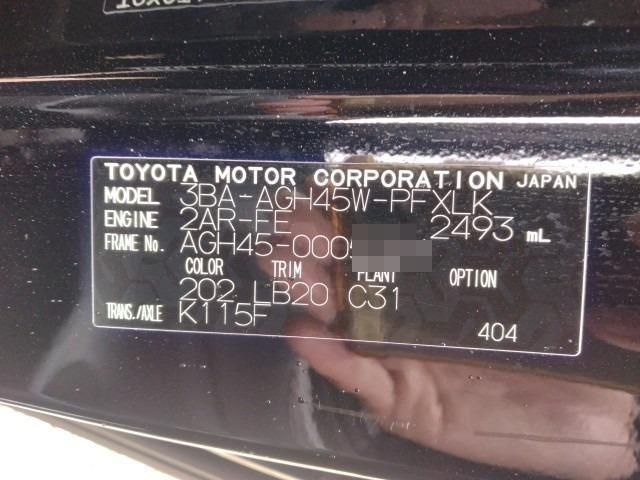 TOYOTA MOTOR CORPORATION JAPAN
MODEL 3BA-AGH45W-PFXLK
ENGINE 2AR-FE 2493 mL
FRAME No. AGH45-0005
COLOR TRIM PLANT OPTION
202 LB20 C31
TRANS./AXLE K115F
404